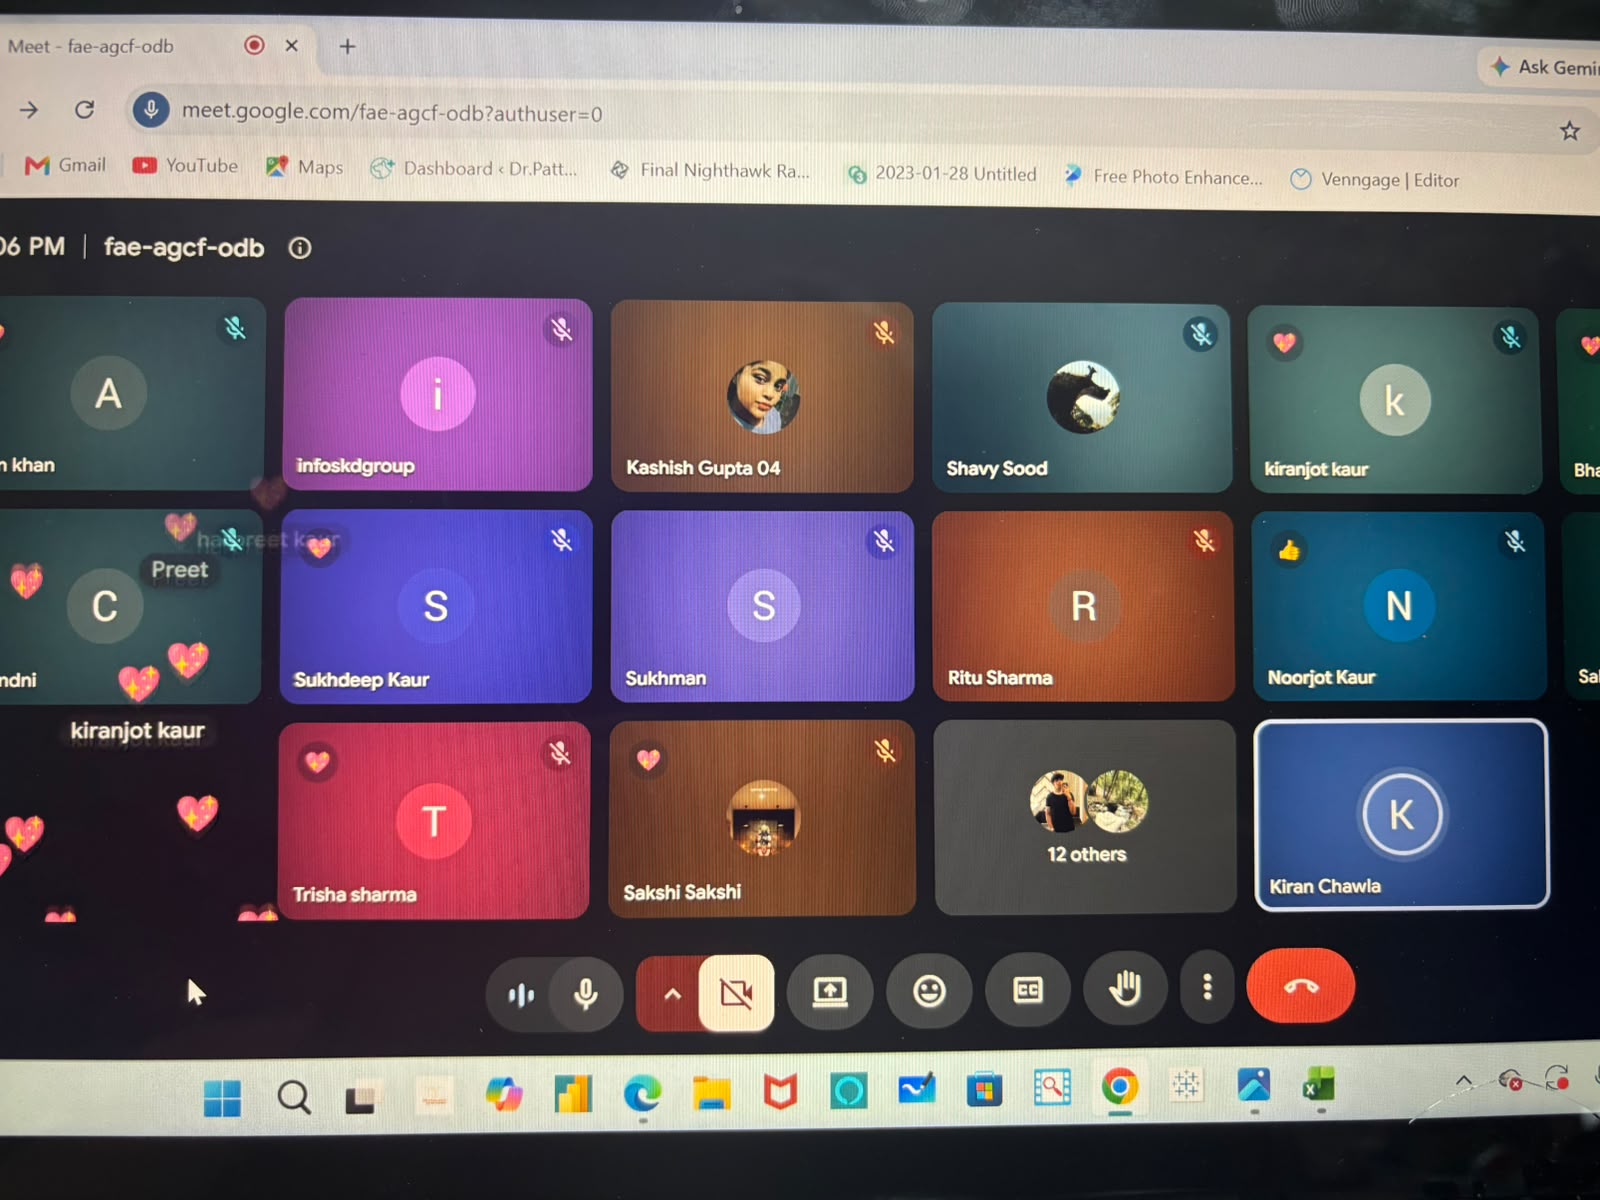 Meet - fae-agcf-odb
Ask Gemi
meet.google.com/fae-agcf-odb?authuser=0
Gmail YouTube Maps Dashboard ‹ Dr.Patt... Final Nighthawk Ra... 2023-01-28 Untitled Free Photo Enhance... Venngage | Editor
06 PM | fae-agcf-odb
A i k
n khan infoskdgroup Kashish Gupta 04 Shavy Sood kiranjot kaur Bha
Preet
C S S R N
ndni Sukhdeep Kaur Sukhman Ritu Sharma Noorjot Kaur Sa
kiranjot kaur
T K
12 others
Trisha sharma Sakshi Sakshi Kiran Chawla
CC